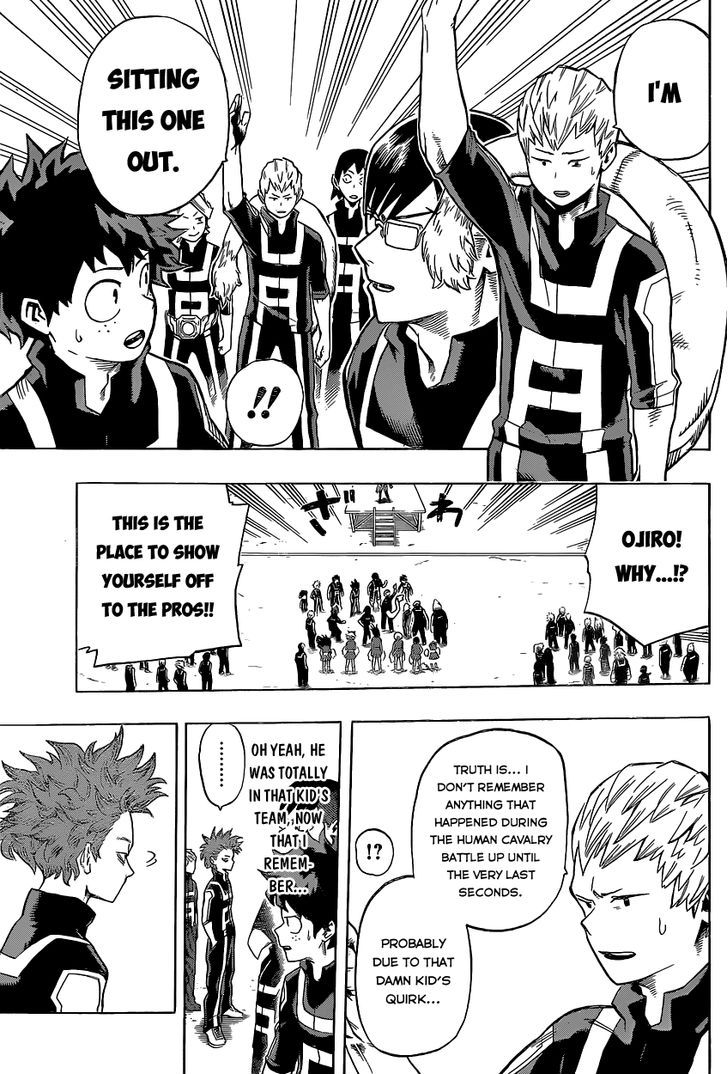 I'M
SITTING
THIS ONE
OUT.
!!
OJIRO!
WHY...!?
ざわ
THIS IS THE
PLACE TO SHOW
YOURSELF OFF
TO THE PROS!!
TRUTH IS... I
DON'T REMEMBER
ANYTHING THAT
HAPPENED DURING
THE HUMAN CAVALRY
BATTLE UP UNTIL
THE VERY LAST
SECONDS.
!?
PROBABLY
DUE TO THAT
DAMN KID'S
QUIRK...
OH YEAH, HE
WAS TOTALLY
IN THAT KID'S
TEAM, NOW
THAT I
REMEM-
BER...
........